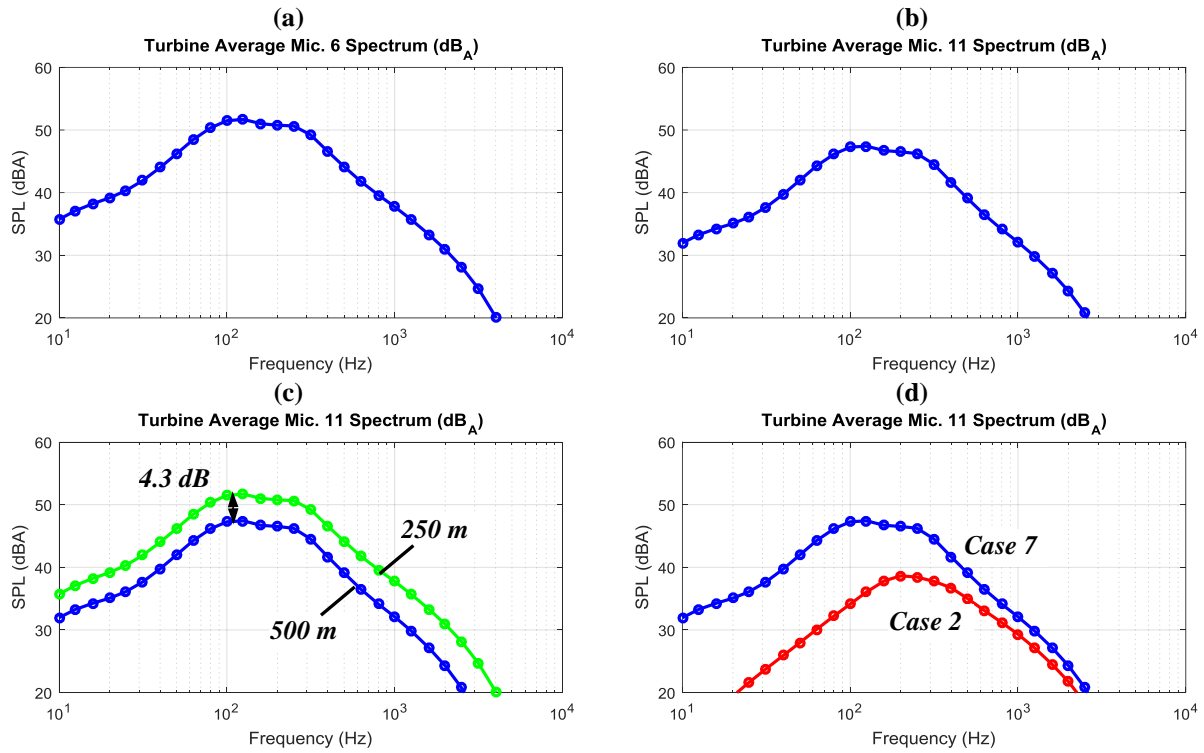 (a)
Turbine Average Mic. 6 Spectrum (dB_A)
60
50
40
30
20
SPL (dBA)
10^1
10^2
10^3
10^4
Frequency (Hz)
(b)
Turbine Average Mic. 11 Spectrum (dB_A)
60
50
40
30
20
SPL (dBA)
10^1
10^2
10^3
10^4
Frequency (Hz)
(c)
Turbine Average Mic. 11 Spectrum (dB_A)
60
50
40
30
20
SPL (dBA)
4.3 dB
250 m
500 m
10^1
10^2
10^3
10^4
Frequency (Hz)
(d)
Turbine Average Mic. 11 Spectrum (dB_A)
60
50
40
30
20
SPL (dBA)
Case 7
Case 2
10^1
10^2
10^3
10^4
Frequency (Hz)